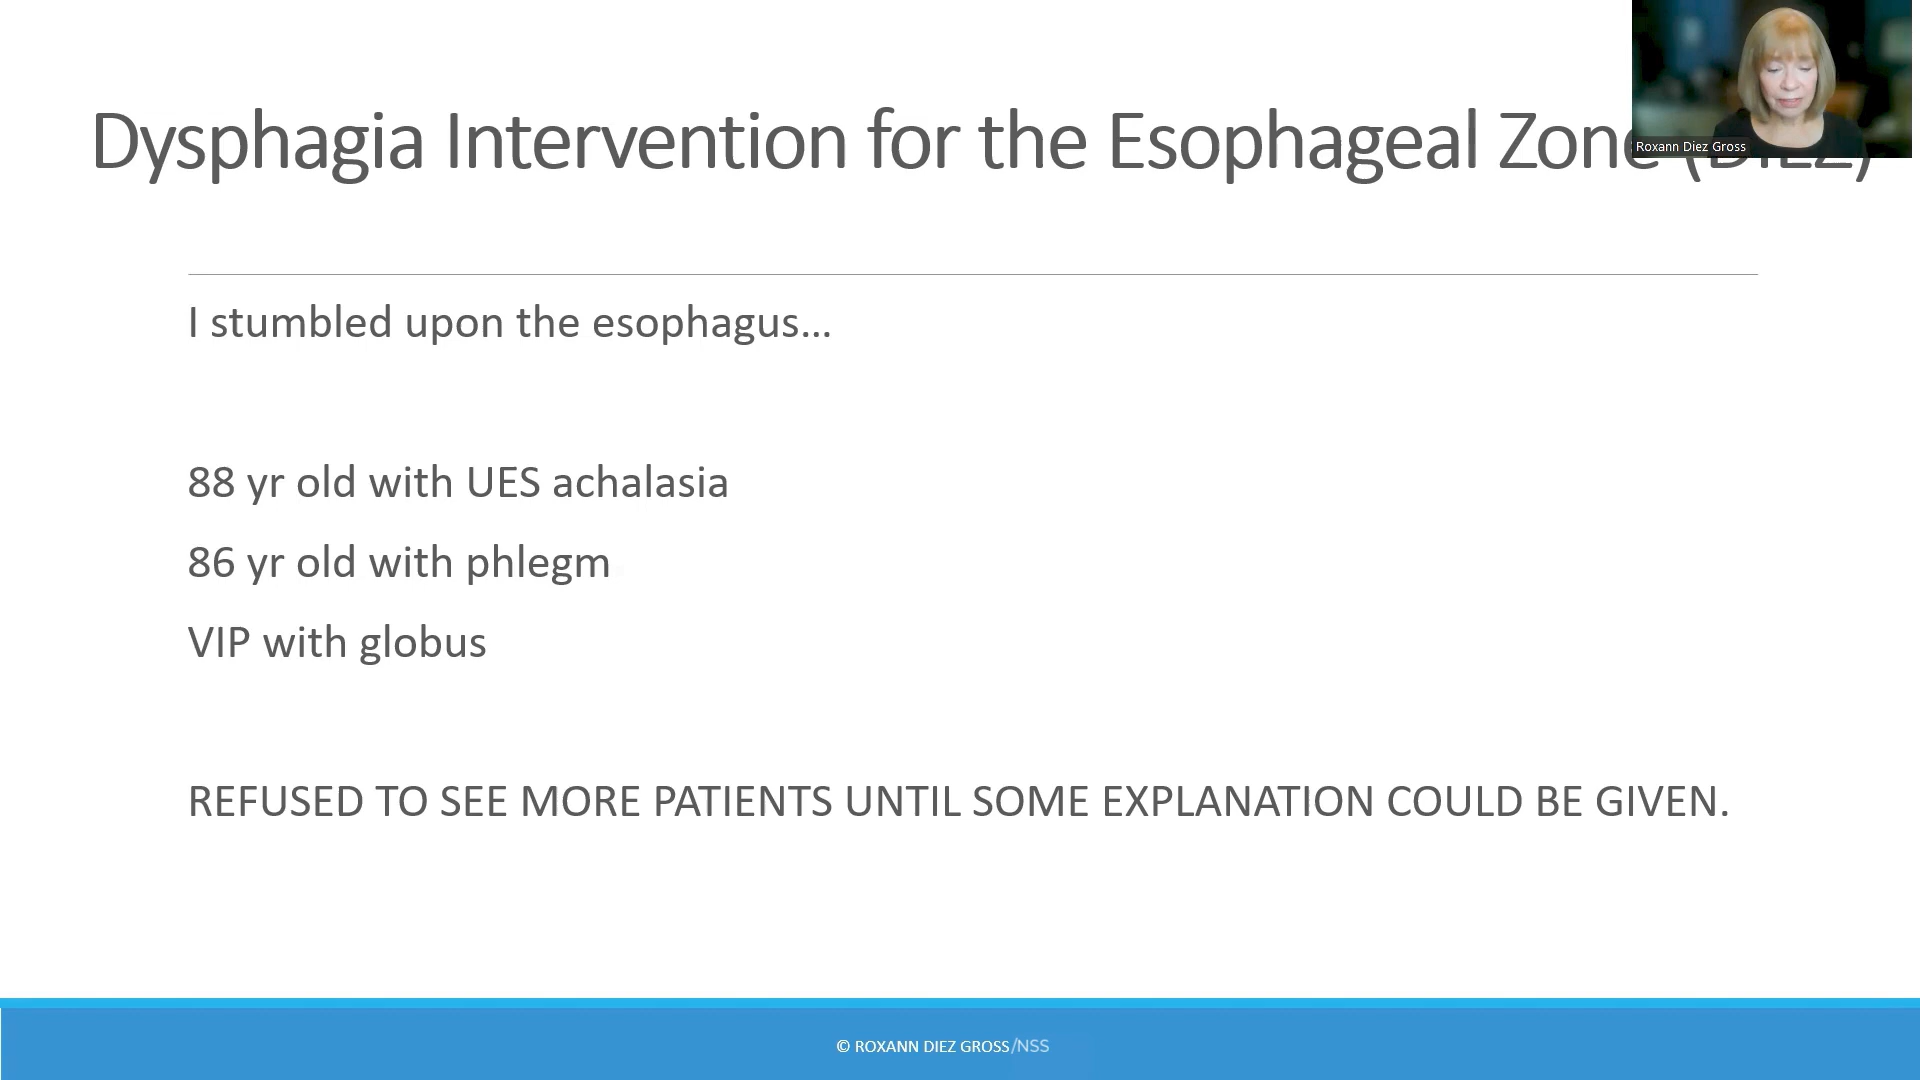 Dysphagia Intervention for the Esophageal Zone (DIEZ)
Roxann Diez Gross
I stumbled upon the esophagus...
88 yr old with UES achalasia
86 yr old with phlegm
VIP with globus
REFUSED TO SEE MORE PATIENTS UNTIL SOME EXPLANATION COULD BE GIVEN.
© ROXANN DIEZ GROSS/NSS